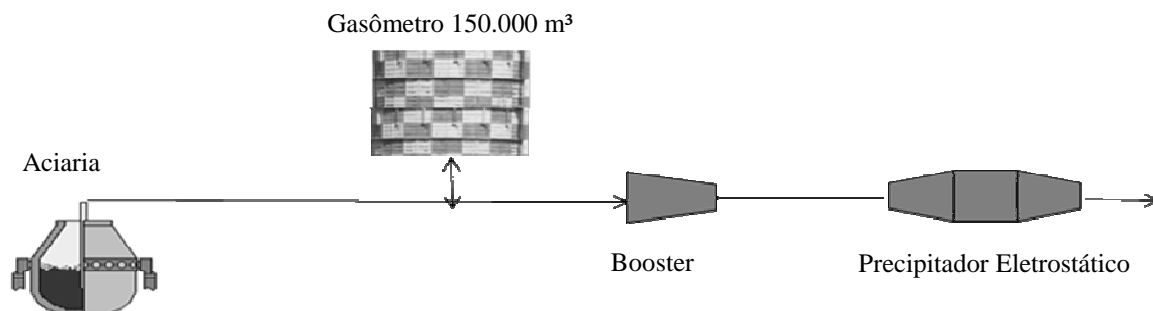 Gasômetro 150.000 m³
Aciaria
Booster
Precipitador Eletrostático